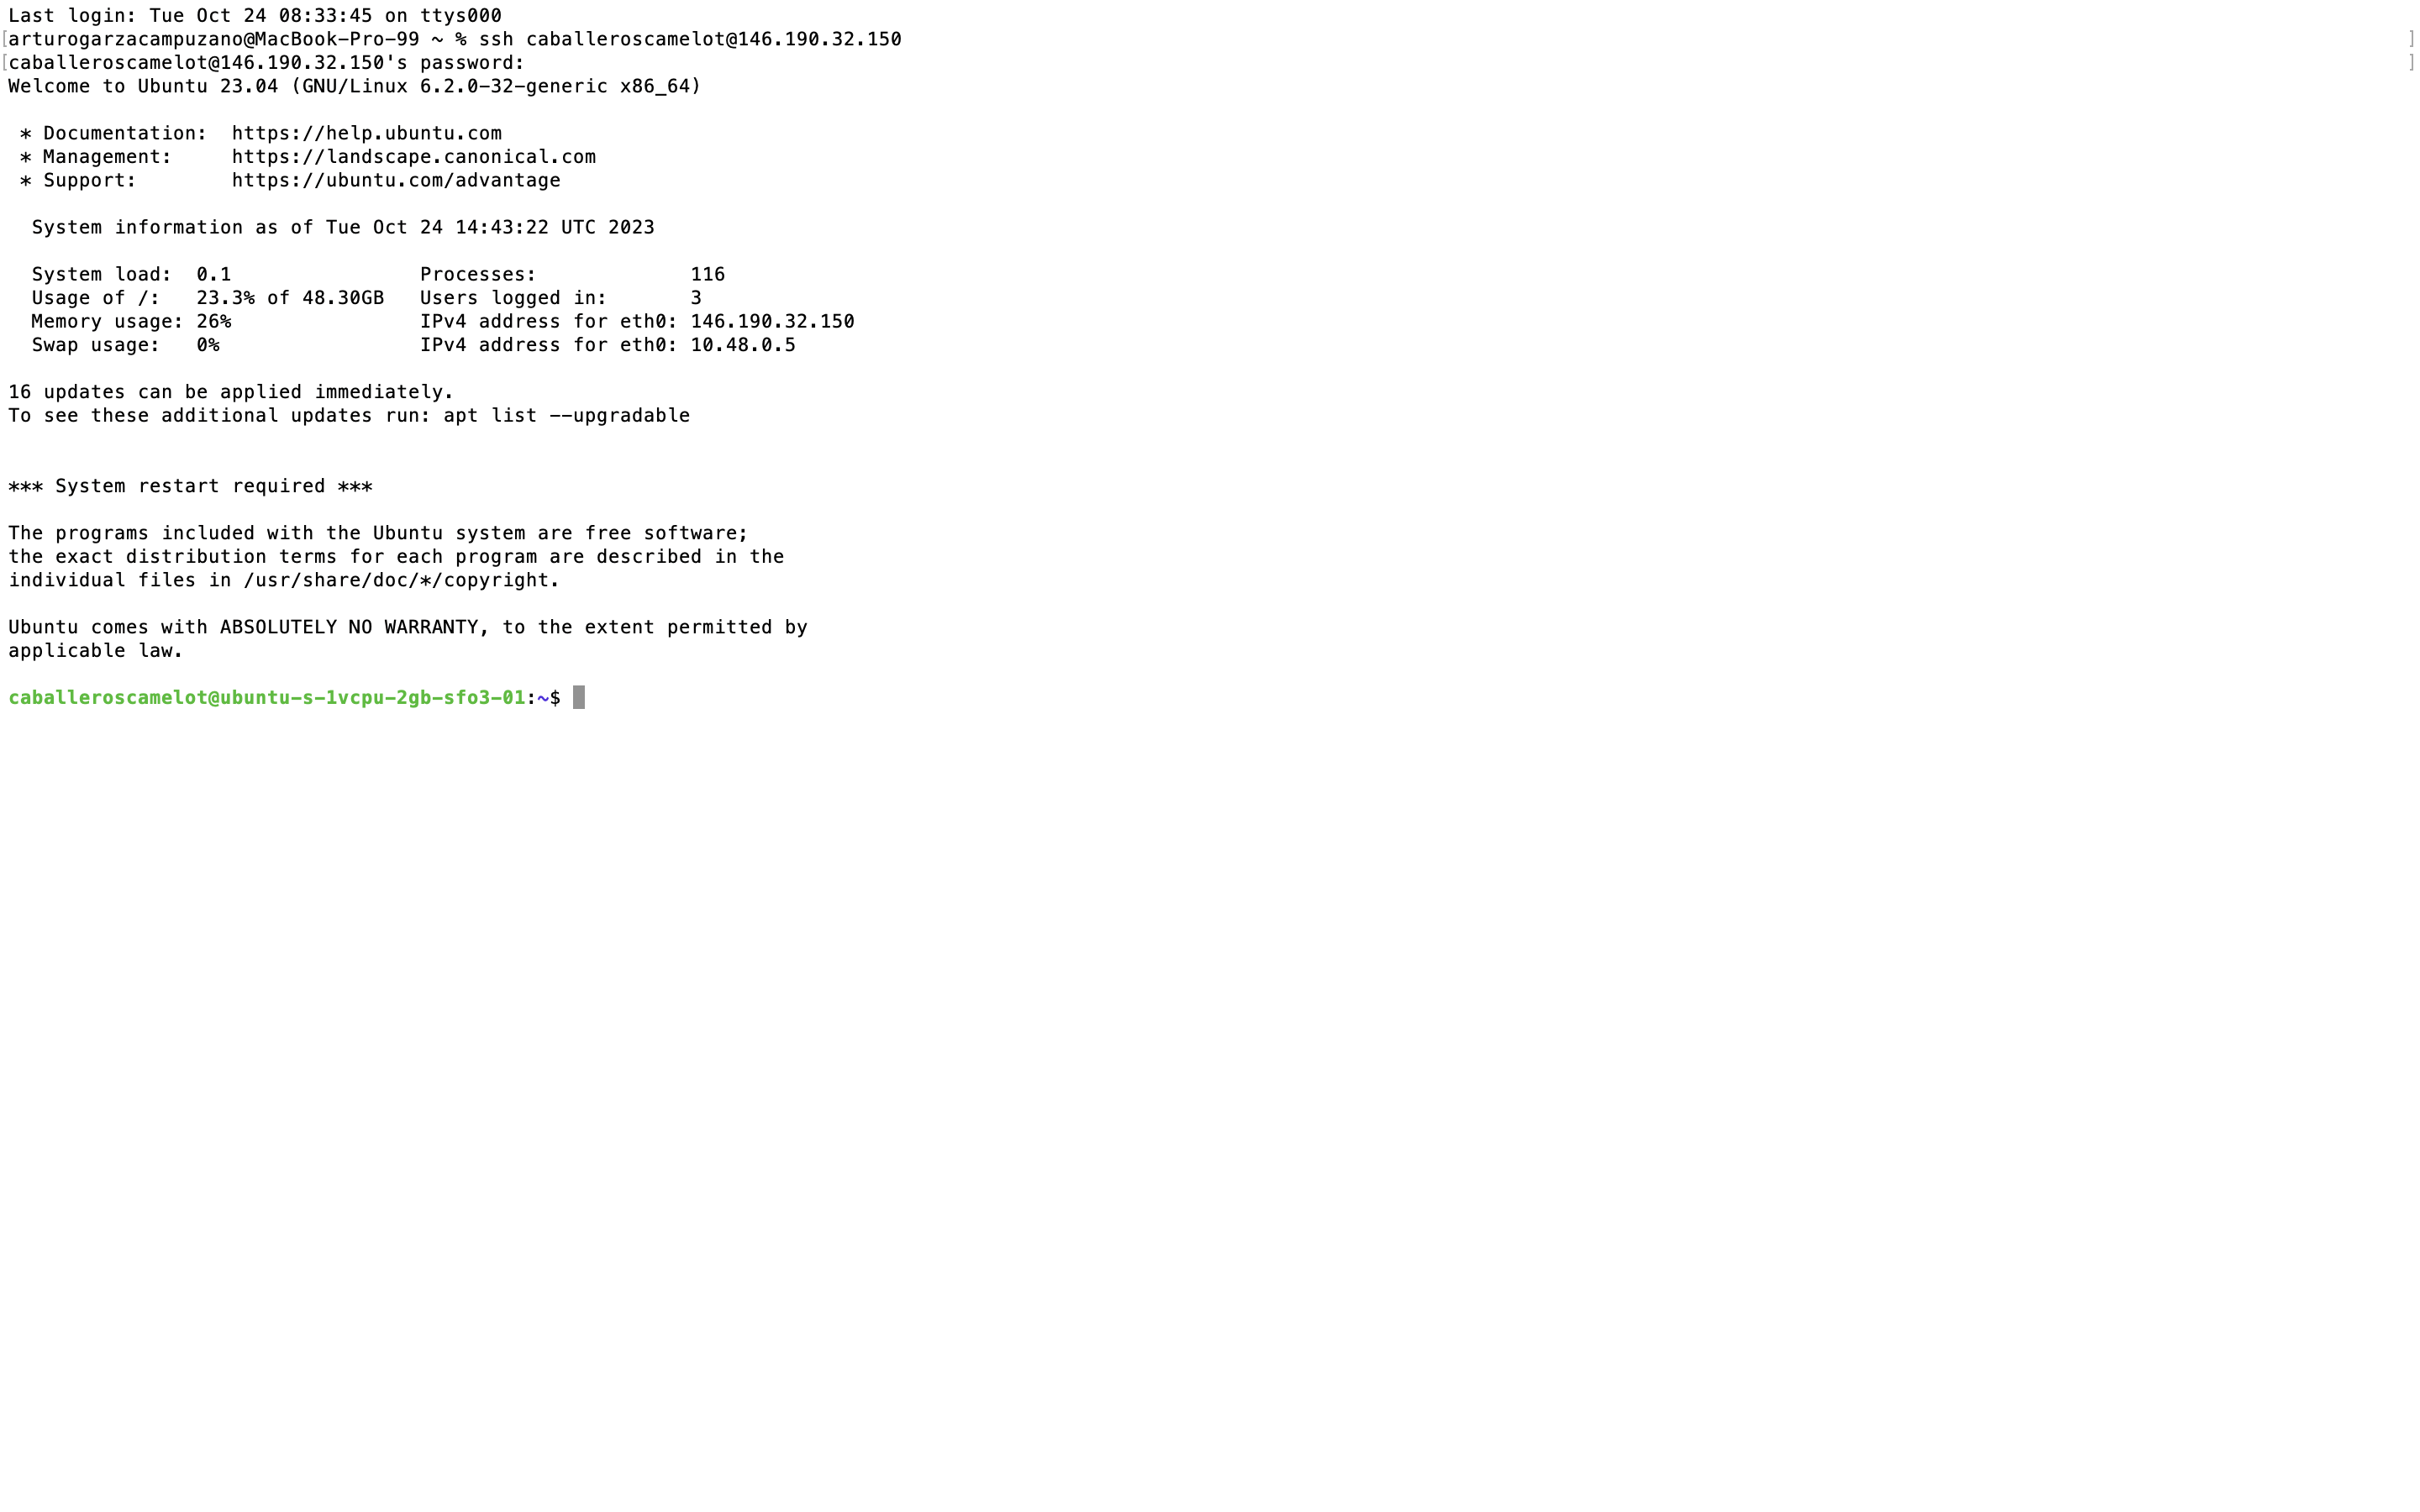 Last login: Tue Oct 24 08:33:45 on ttys000
[arturogarzacampuzano@MacBook-Pro-99 ~ % ssh caballeroscamelot@146.190.32.150 ]
[caballeroscamelot@146.190.32.150's password: ]
Welcome to Ubuntu 23.04 (GNU/Linux 6.2.0-32-generic x86_64)

 * Documentation:  https://help.ubuntu.com
 * Management:     https://landscape.canonical.com
 * Support:        https://ubuntu.com/advantage

  System information as of Tue Oct 24 14:43:22 UTC 2023

  System load:  0.1                Processes:             116
  Usage of /:   23.3% of 48.30GB   Users logged in:       3
  Memory usage: 26%                IPv4 address for eth0: 146.190.32.150
  Swap usage:   0%                 IPv4 address for eth0: 10.48.0.5

16 updates can be applied immediately.
To see these additional updates run: apt list --upgradable

*** System restart required ***

The programs included with the Ubuntu system are free software;
the exact distribution terms for each program are described in the
individual files in /usr/share/doc/*/copyright.

Ubuntu comes with ABSOLUTELY NO WARRANTY, to the extent permitted by
applicable law.

caballeroscamelot@ubuntu-s-1vcpu-2gb-sfo3-01:~$